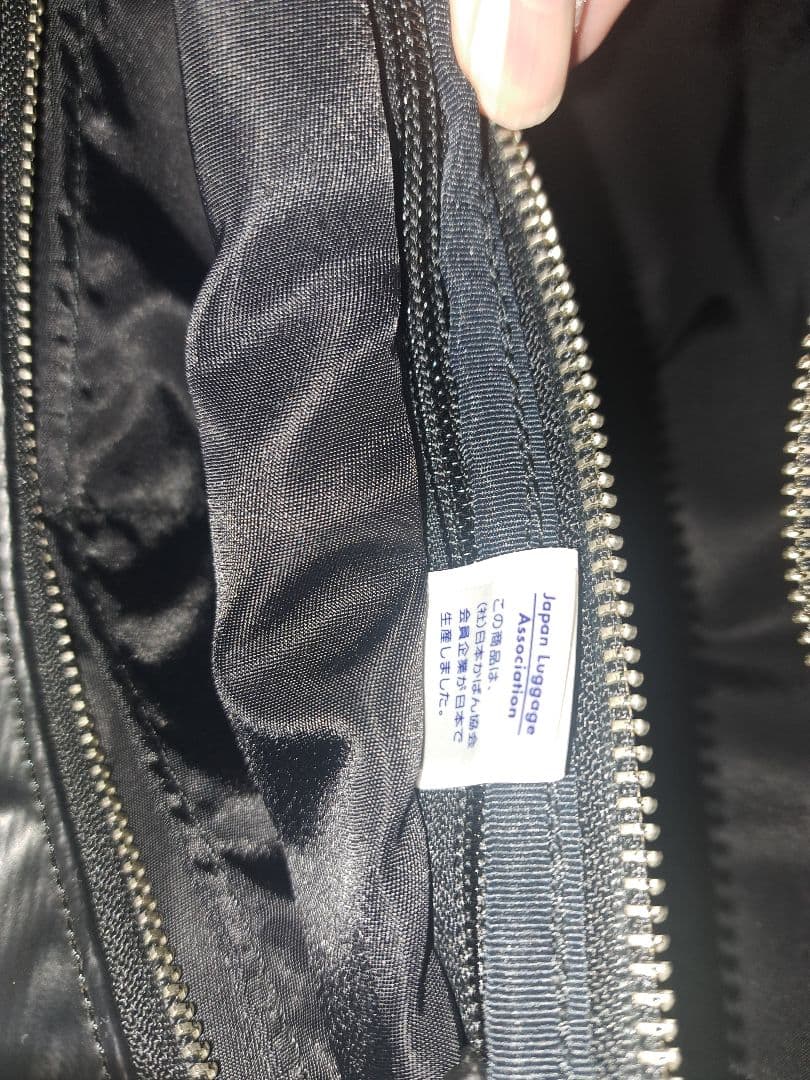 Japan Luggage
Association
この商品は、
(社)日本かばん協会
会員企業が日本で
生産しました。